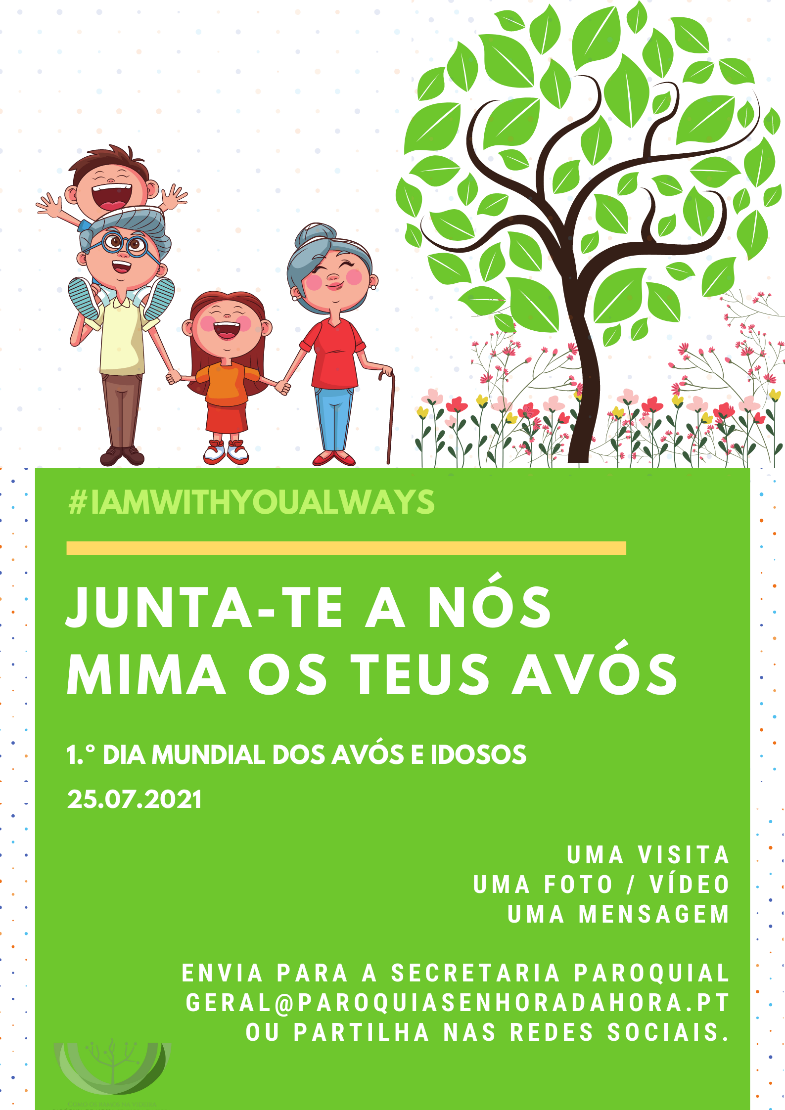 #IAMWITHYOUALWAYS
JUNTA-TE A NÓS
MIMA OS TEUS AVÓS
1.º DIA MUNDIAL DOS AVÓS E IDOSOS
25.07.2021
UMA VISITA
UMA FOTO / VÍDEO
UMA MENSAGEM
ENVIA PARA A SECRETARIA PAROQUIAL
GERAL@PAROQUIASENHORADAHORA.PT
OU PARTILHA NAS REDES SOCIAIS.